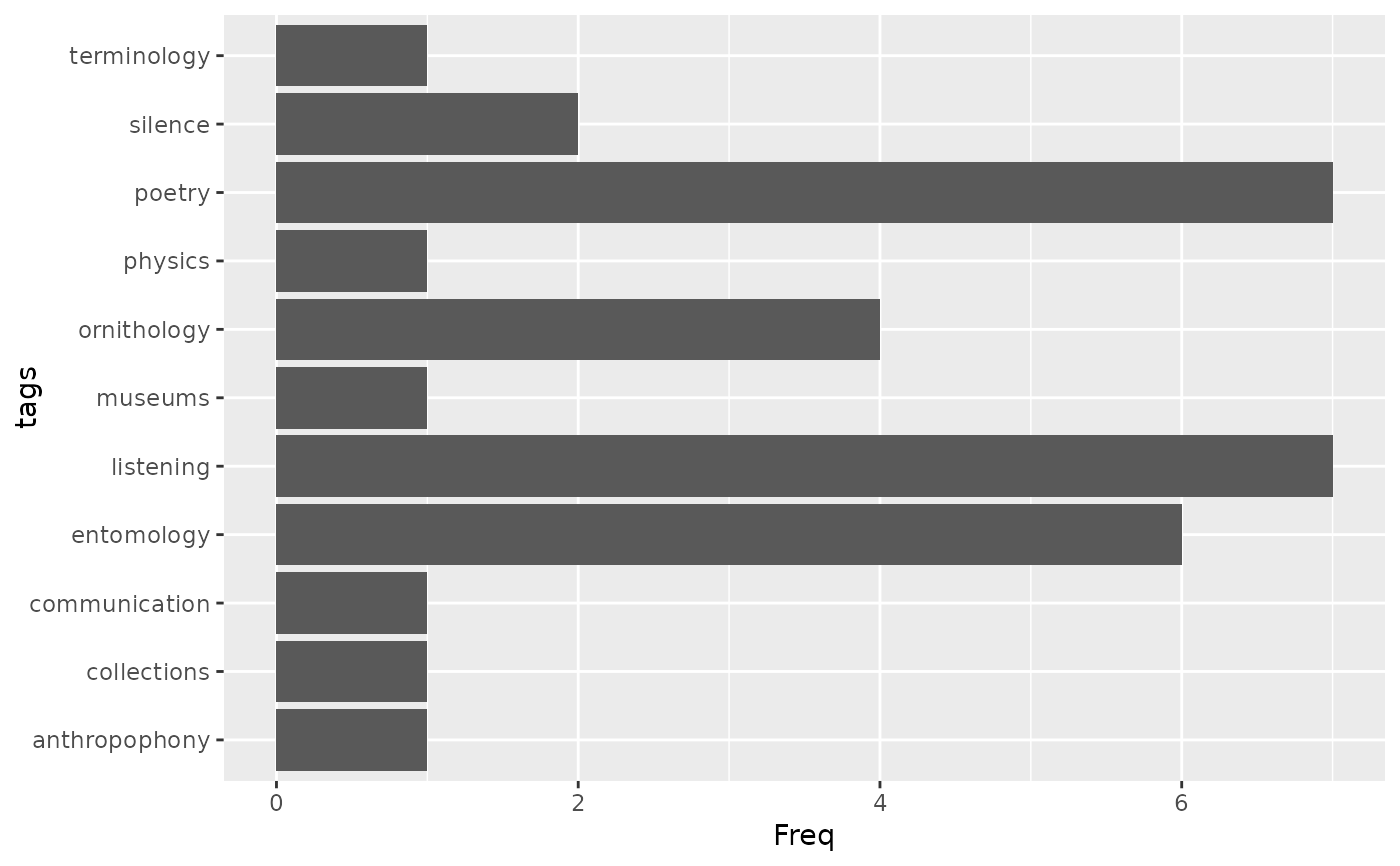 terminology
silence
poetry
physics
ornithology
museums
listening
entomology
communication
collections
anthropophony
tags
0 2 4 6
Freq